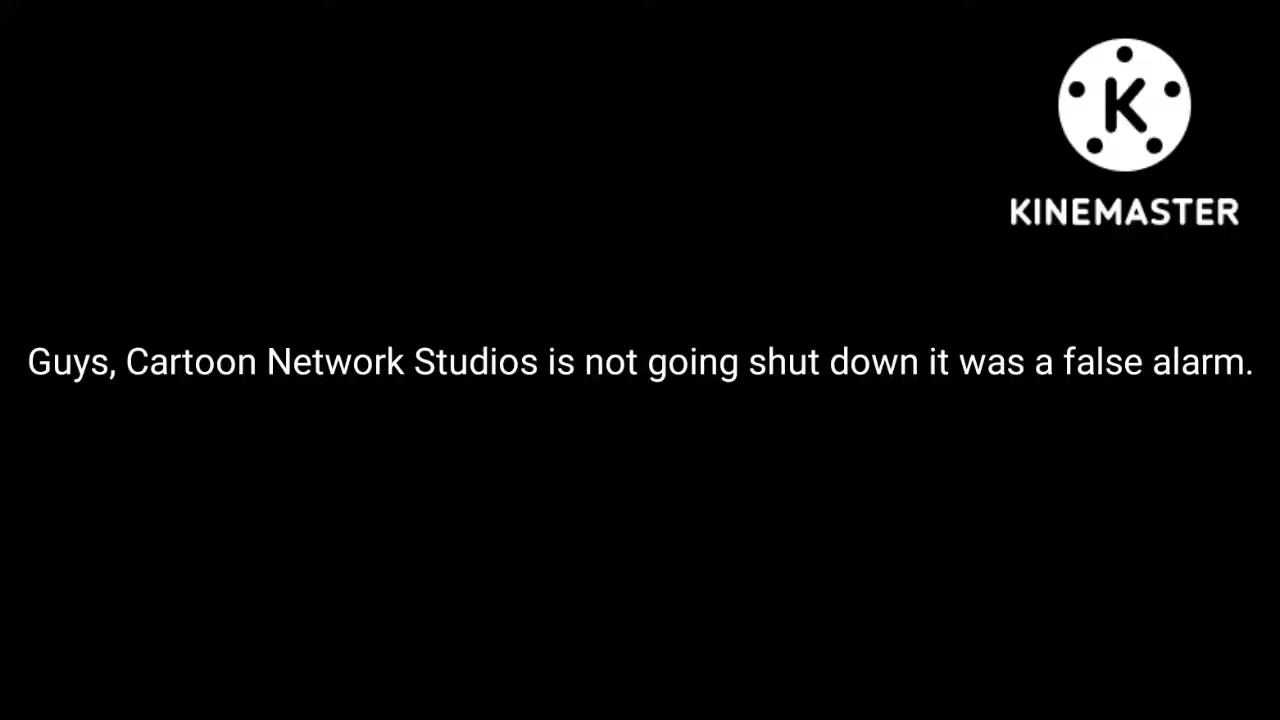 K
KINEMASTER
Guys, Cartoon Network Studios is not going shut down it was a false alarm.